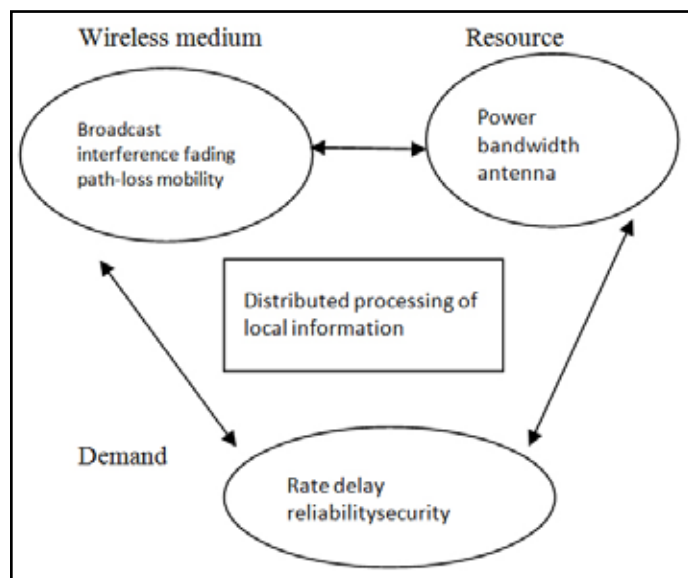 Wireless medium
Resource
Broadcast
interference fading
path-loss mobility
Power
bandwidth
antenna
Distributed processing of
local information
Demand
Rate delay
reliabilitysecurity